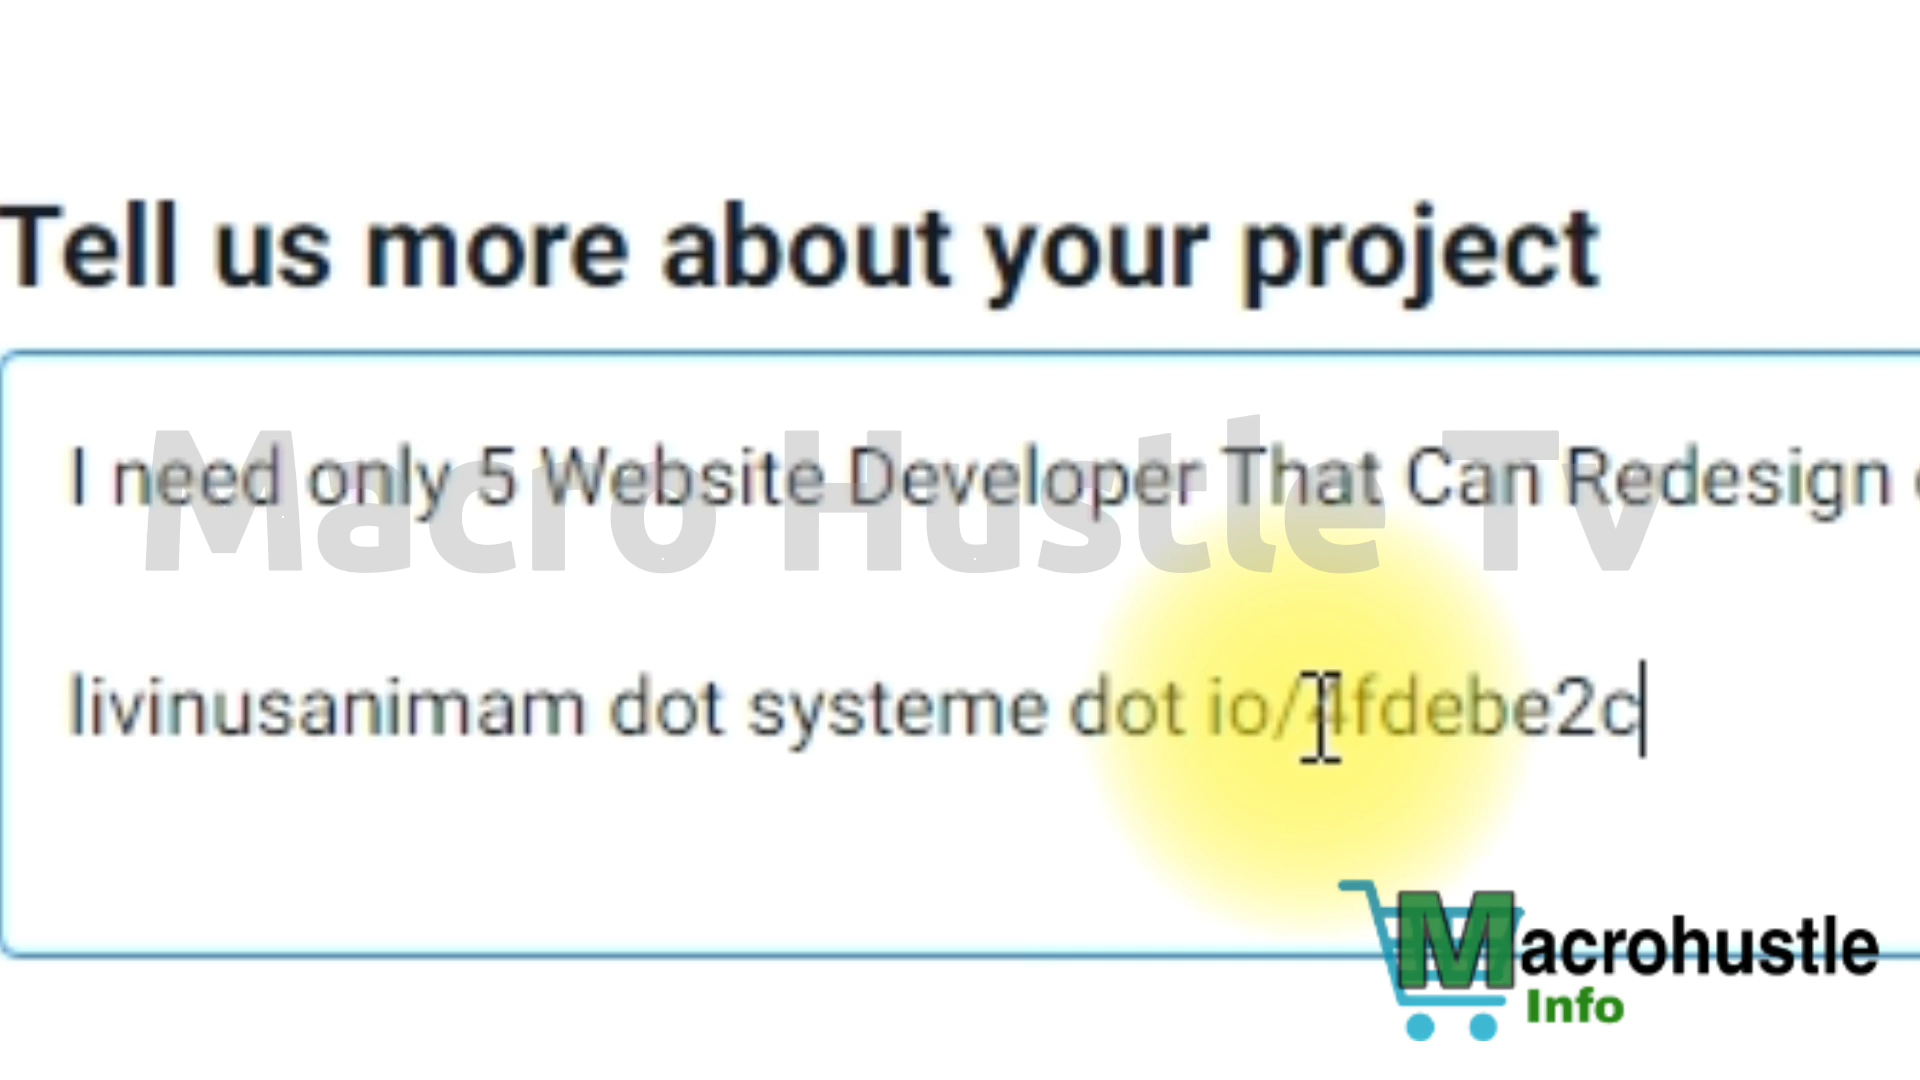 Tell us more about your project
I need only 5 Website Developer That Can Redesign
Macro Hustle Tv
livinusanimam dot systeme dot io/4fdebe2c
Macrohustle
Info